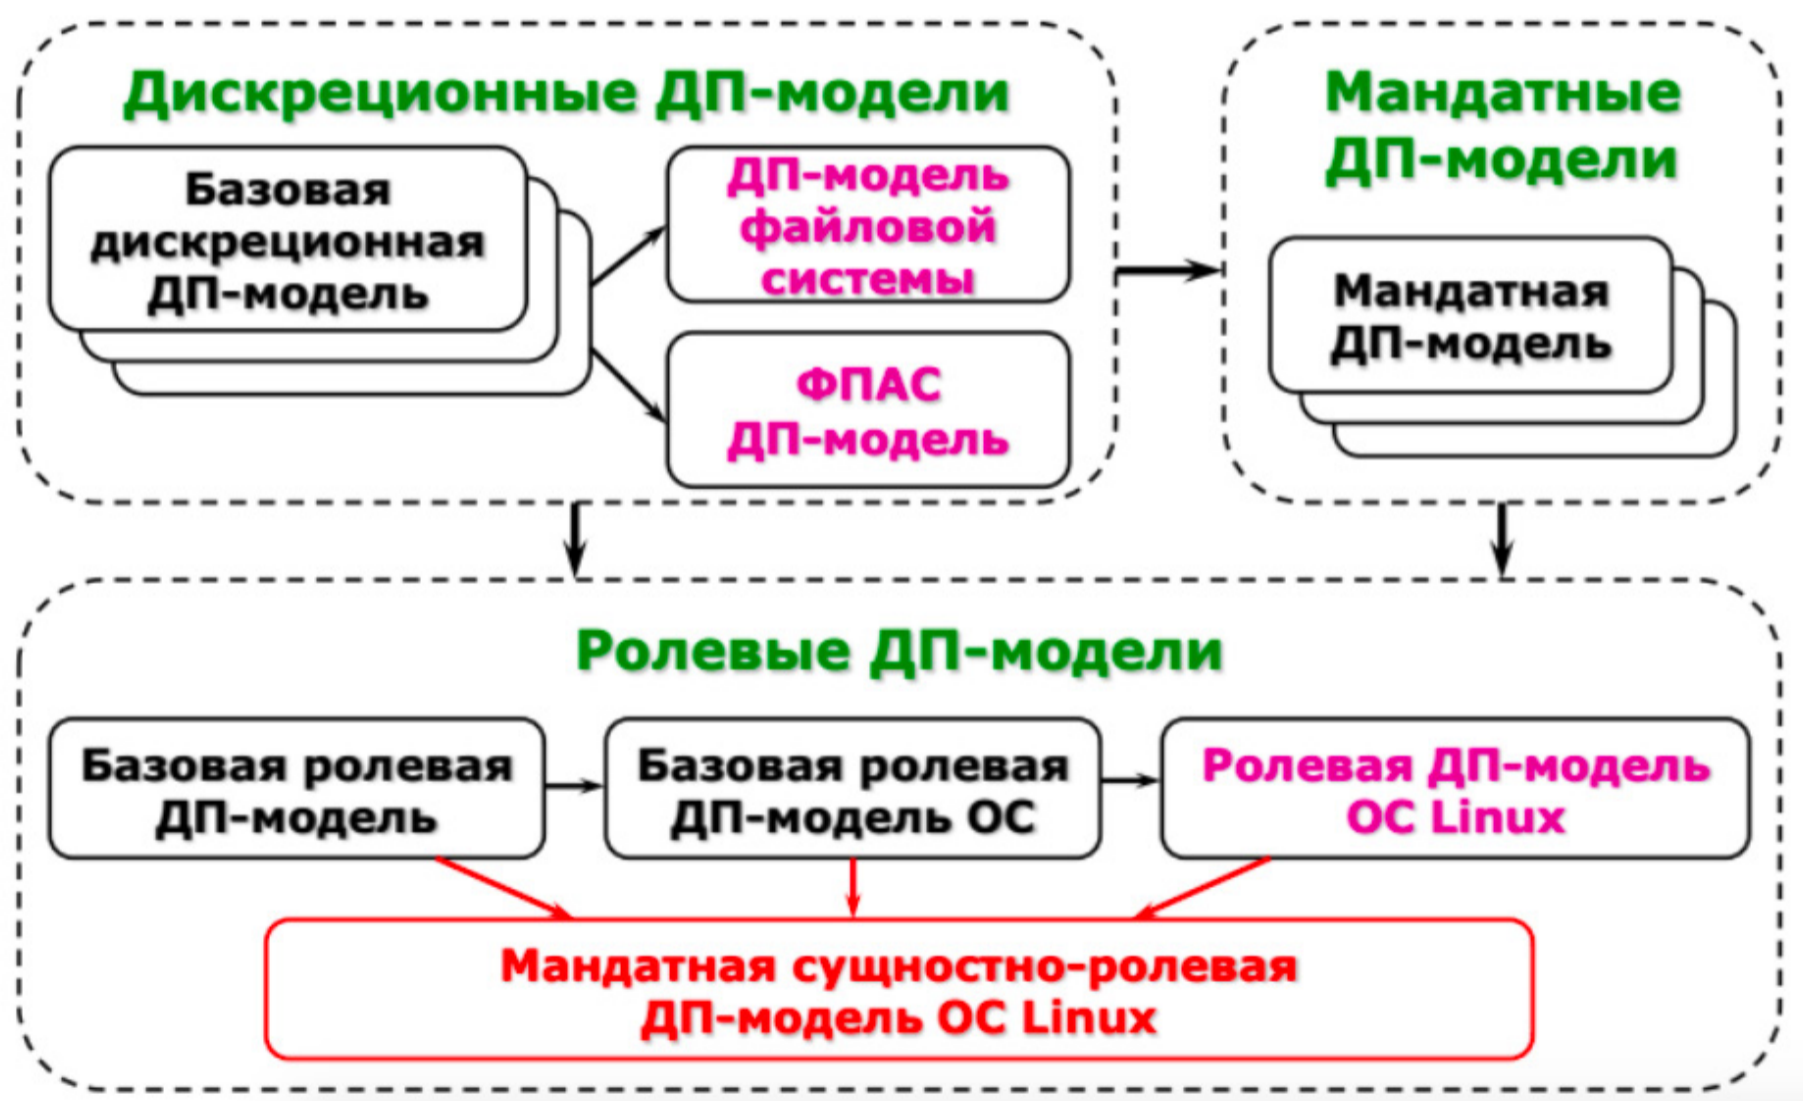 Дискреционные ДП-модели
Базовая
дискреционная
ДП-модель
ДП-модель
файловой
системы
ФПАС
ДП-модель
Мандатные
ДП-модели
Мандатная
ДП-модель
Ролевые ДП-модели
Базовая ролевая
ДП-модель
Базовая ролевая
ДП-модель ОС
Ролевая ДП-модель
ОС Linux
Мандатная сущностно-ролевая
ДП-модель ОС Linux